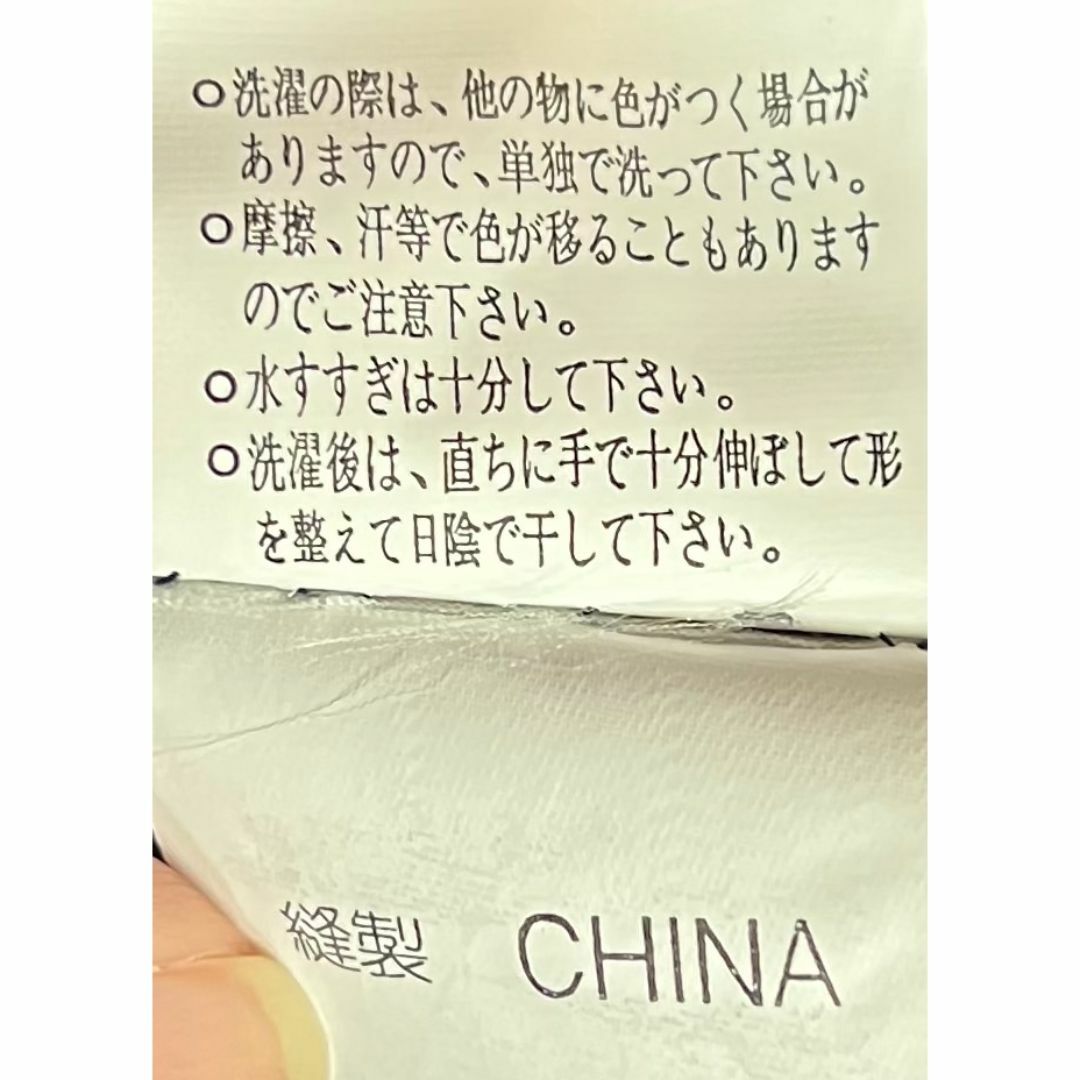 ○洗濯の際は、他の物に色がつく場合が
ありますので、単独で洗って下さい。
○摩擦、汗等で色が移ることもあります
のでご注意下さい。
○水すすぎは十分して下さい。
○洗濯後は、直ちに手で十分伸ばして形
を整えて日陰で干して下さい。
縫製 CHINA